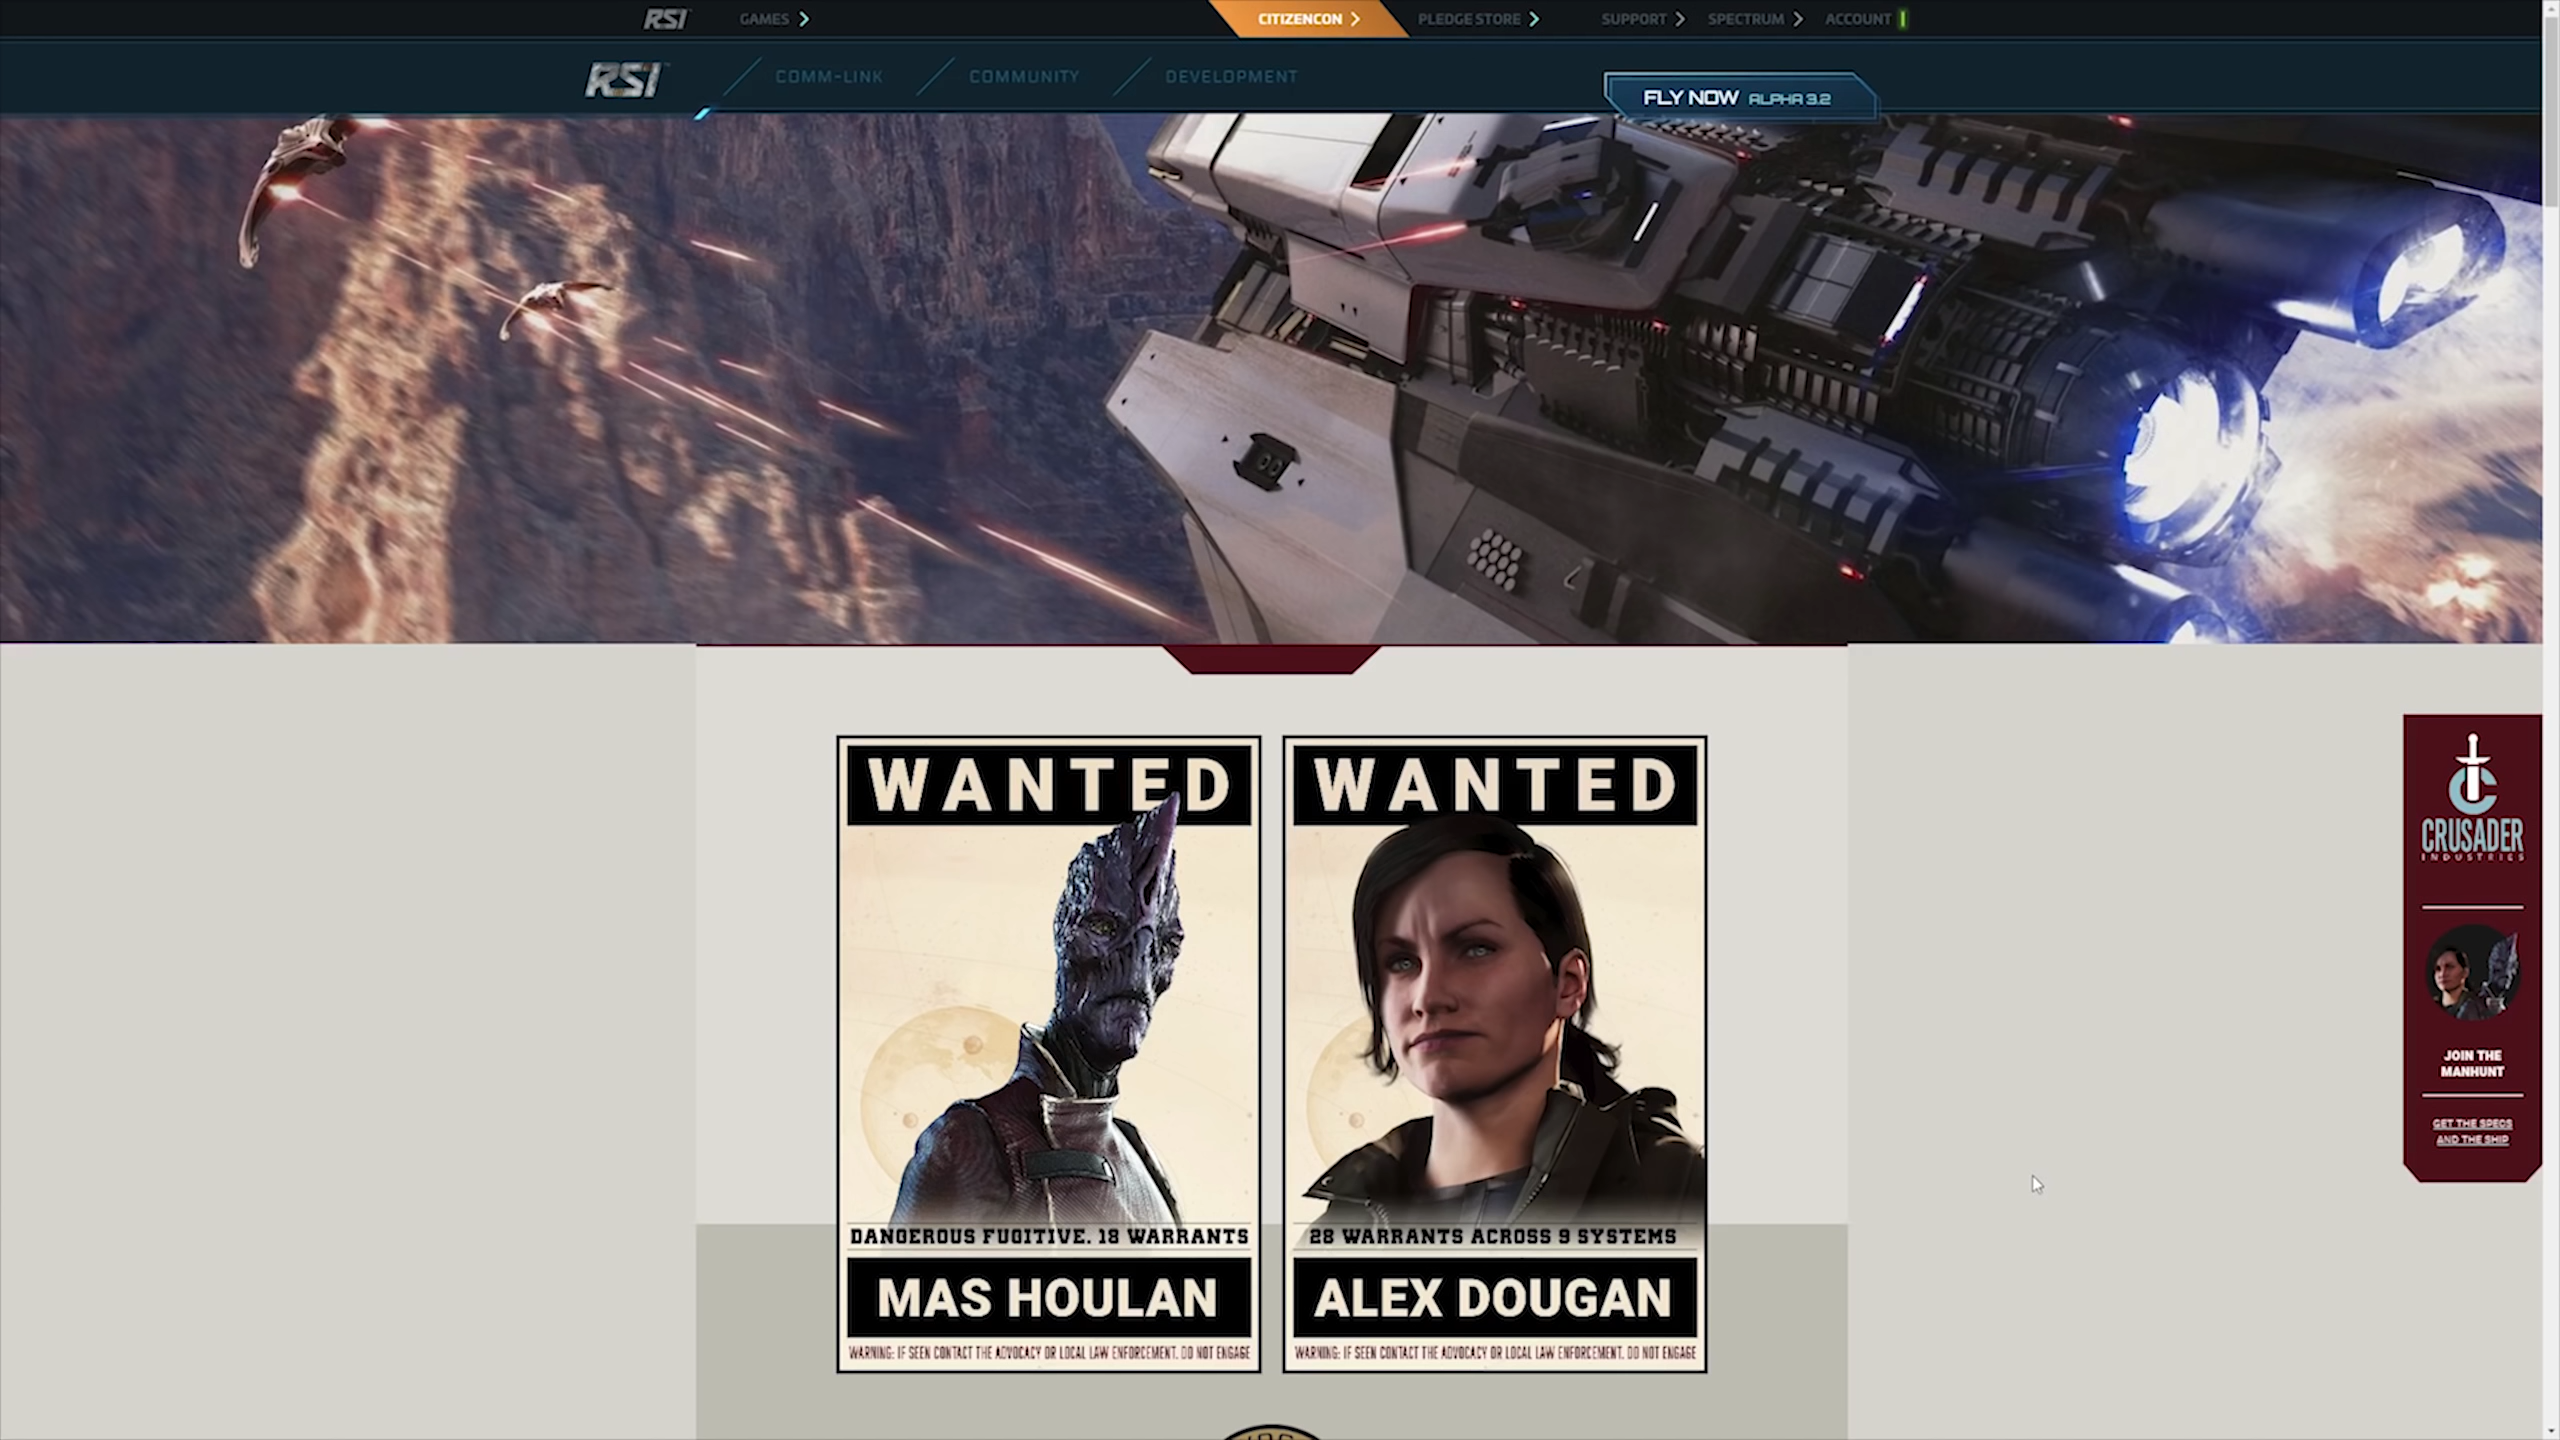 RSI
GAMES
CITIZENCON
PLEDGE STORE
SUPPORT
SPECTRUM
ACCOUNT
RSI
COMM-LINK
COMMUNITY
DEVELOPMENT
FLY NOW ALPHA 3.2
WANTED
DANGEROUS FUGITIVE. 18 WARRANTS
MAS HOULAN
WARNING: IF SEEN CONTACT THE ADVOCACY OR LOCAL LAW ENFORCEMENT. DO NOT ENGAGE
WANTED
28 WARRANTS ACROSS 9 SYSTEMS
ALEX DOUGAN
WARNING: IF SEEN CONTACT THE ADVOCACY OR LOCAL LAW ENFORCEMENT. DO NOT ENGAGE
CRUSADER
INDUSTRIES
JOIN THE
MANHUNT
GET THE SPECS
AND THE SHIP